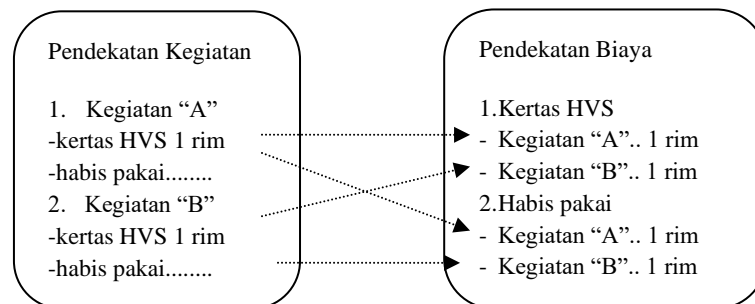 Pendekatan Kegiatan
1. Kegiatan “A”
-kertas HVS 1 rim
-habis pakai........
2. Kegiatan “B”
-kertas HVS 1 rim
-habis pakai........
Pendekatan Biaya
1.Kertas HVS
- Kegiatan “A”.. 1 rim
- Kegiatan “B”.. 1 rim
2.Habis pakai
- Kegiatan “A”.. 1 rim
- Kegiatan “B”.. 1 rim